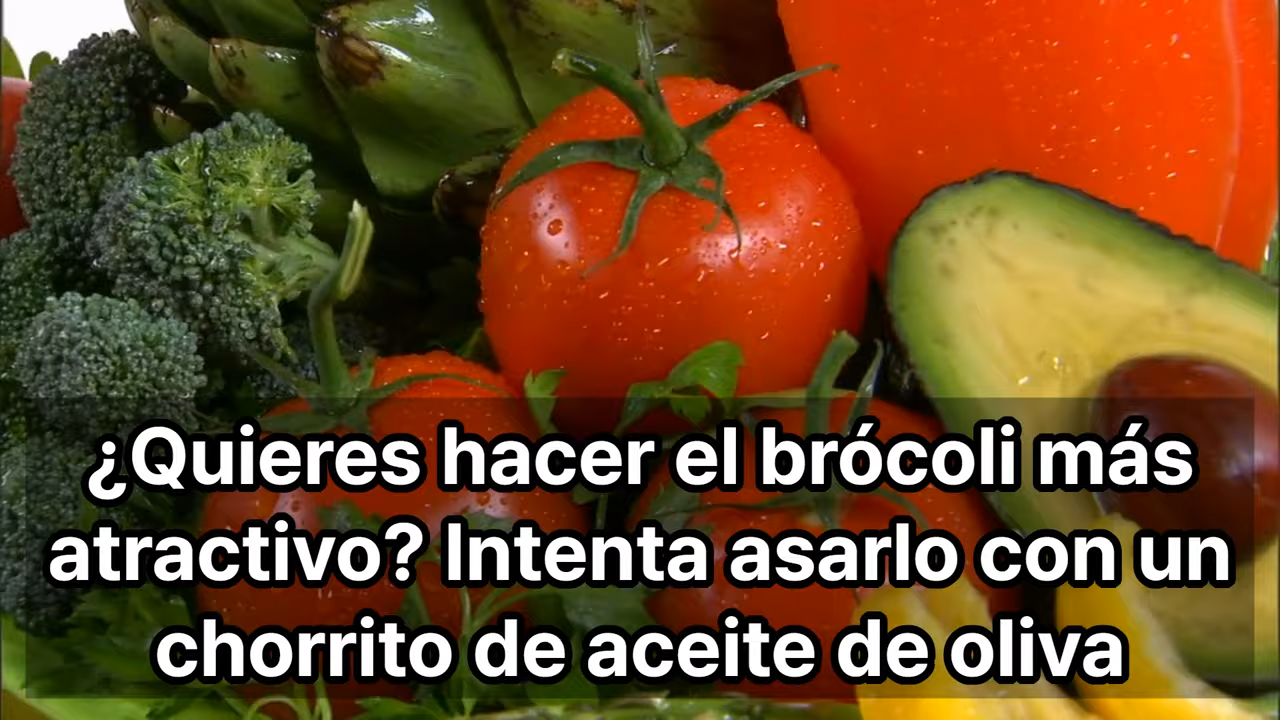 ¿Quieres hacer el brócoli más
atractivo? Intenta asarlo con un
chorrito de aceite de oliva